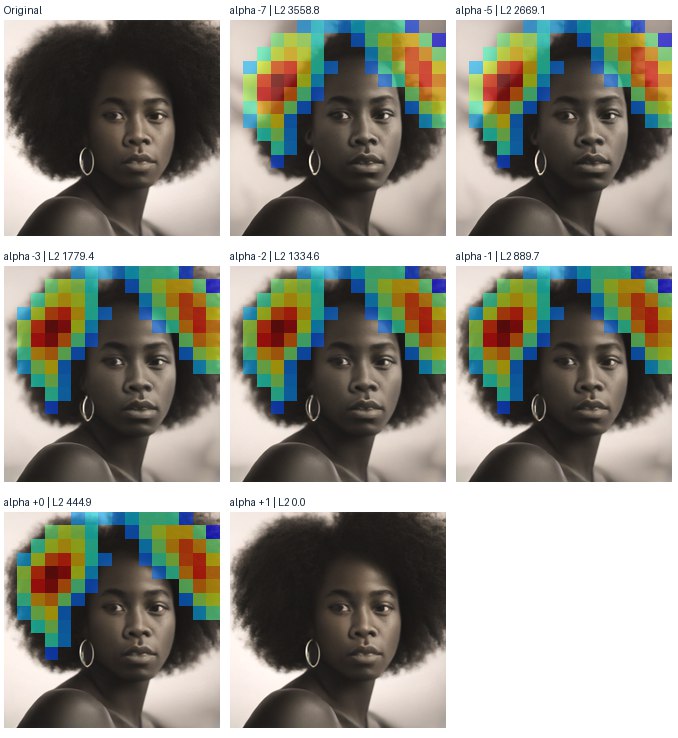 Original
alpha -7 | L2 3558.8
alpha -5 | L2 2669.1
alpha -3 | L2 1779.4
alpha -2 | L2 1334.6
alpha -1 | L2 889.7
alpha +0 | L2 444.9
alpha +1 | L2 0.0